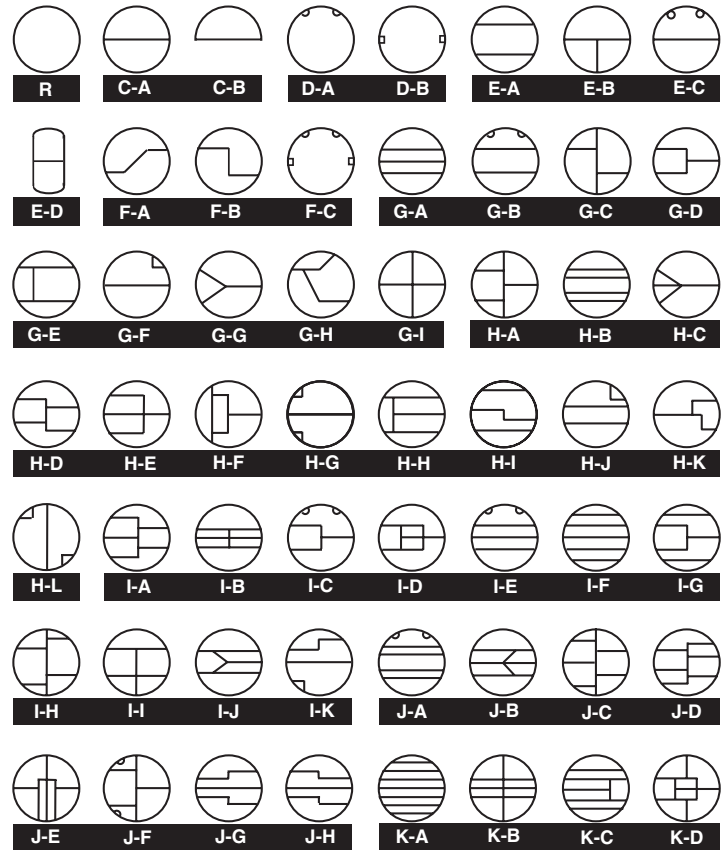 R C-A C-B D-A D-B E-A E-B E-C
E-D F-A F-B F-C G-A G-B G-C G-D
G-E G-F G-G G-H G-I H-A H-B H-C
H-D H-E H-F H-G H-H H-I H-J H-K
H-L I-A I-B I-C I-D I-E I-F I-G
I-H I-I I-J I-K J-A J-B J-C J-D
J-E J-F J-G J-H K-A K-B K-C K-D